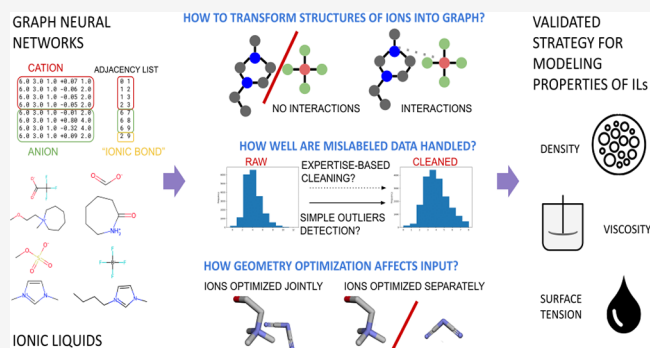 GRAPH NEURAL
NETWORKS
CATION
ADJACENCY LIST
6.0 3.0 1.0 +0.07 1.0
6.0 3.0 1.0 -0.06 2.0
6.0 3.0 1.0 -0.05 2.0
6.0 3.0 1.0 -0.05 2.0
6.0 3.0 1.0 -0.01 2.0
6.0 3.0 1.0 +0.80 4.0
6.0 3.0 1.0 -0.32 4.0
6.0 3.0 1.0 +0.09 2.0
0 1
1 2
1 3
2 3
6 7
6 8
6 9
2 9
ANION
"IONIC BOND"
IONIC LIQUIDS
HOW TO TRANSFORM STRUCTURES OF IONS INTO GRAPH?
NO INTERACTIONS
INTERACTIONS
HOW WELL ARE MISLABELED DATA HANDLED?
RAW
EXPERTISE-BASED
CLEANING?
CLEANED
SIMPLE OUTLIERS
DETECTION?
HOW GEOMETRY OPTIMIZATION AFFECTS INPUT?
IONS OPTIMIZED JOINTLY
IONS OPTIMIZED SEPARATELY
VALIDATED
STRATEGY FOR
MODELING
PROPERTIES OF ILs
DENSITY
VISCOSITY
SURFACE
TENSION